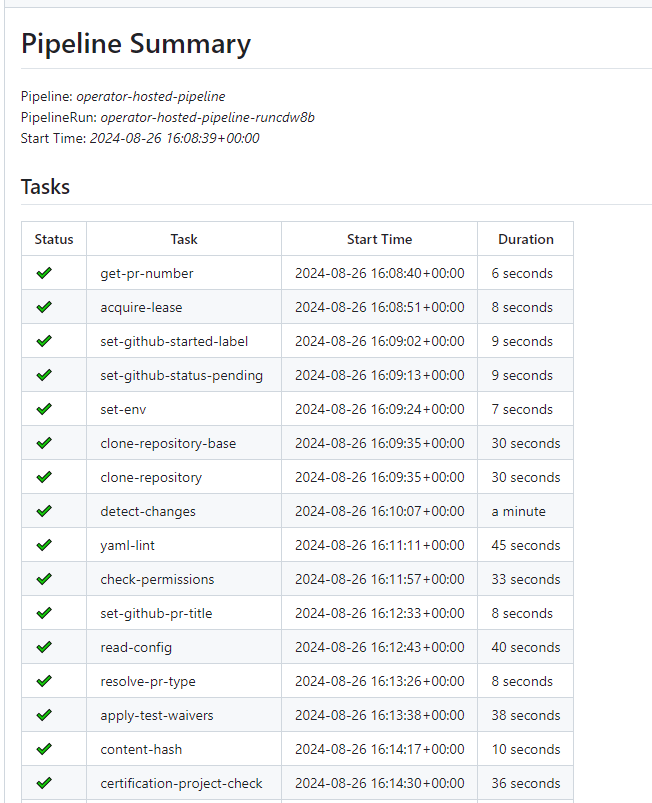 Pipeline Summary
Pipeline: operator-hosted-pipeline
PipelineRun: operator-hosted-pipeline-runcdw8b
Start Time: 2024-08-26 16:08:39+00:00
Tasks
Status Task Start Time Duration
get-pr-number 2024-08-26 16:08:40+00:00 6 seconds
acquire-lease 2024-08-26 16:08:51+00:00 8 seconds
set-github-started-label 2024-08-26 16:09:02+00:00 9 seconds
set-github-status-pending 2024-08-26 16:09:13+00:00 9 seconds
set-env 2024-08-26 16:09:24+00:00 7 seconds
clone-repository-base 2024-08-26 16:09:35+00:00 30 seconds
clone-repository 2024-08-26 16:09:35+00:00 30 seconds
detect-changes 2024-08-26 16:10:07+00:00 a minute
yaml-lint 2024-08-26 16:11:11+00:00 45 seconds
check-permissions 2024-08-26 16:11:57+00:00 33 seconds
set-github-pr-title 2024-08-26 16:12:33+00:00 8 seconds
read-config 2024-08-26 16:12:43+00:00 40 seconds
resolve-pr-type 2024-08-26 16:13:26+00:00 8 seconds
apply-test-waivers 2024-08-26 16:13:38+00:00 38 seconds
content-hash 2024-08-26 16:14:17+00:00 10 seconds
certification-project-check 2024-08-26 16:14:30+00:00 36 seconds